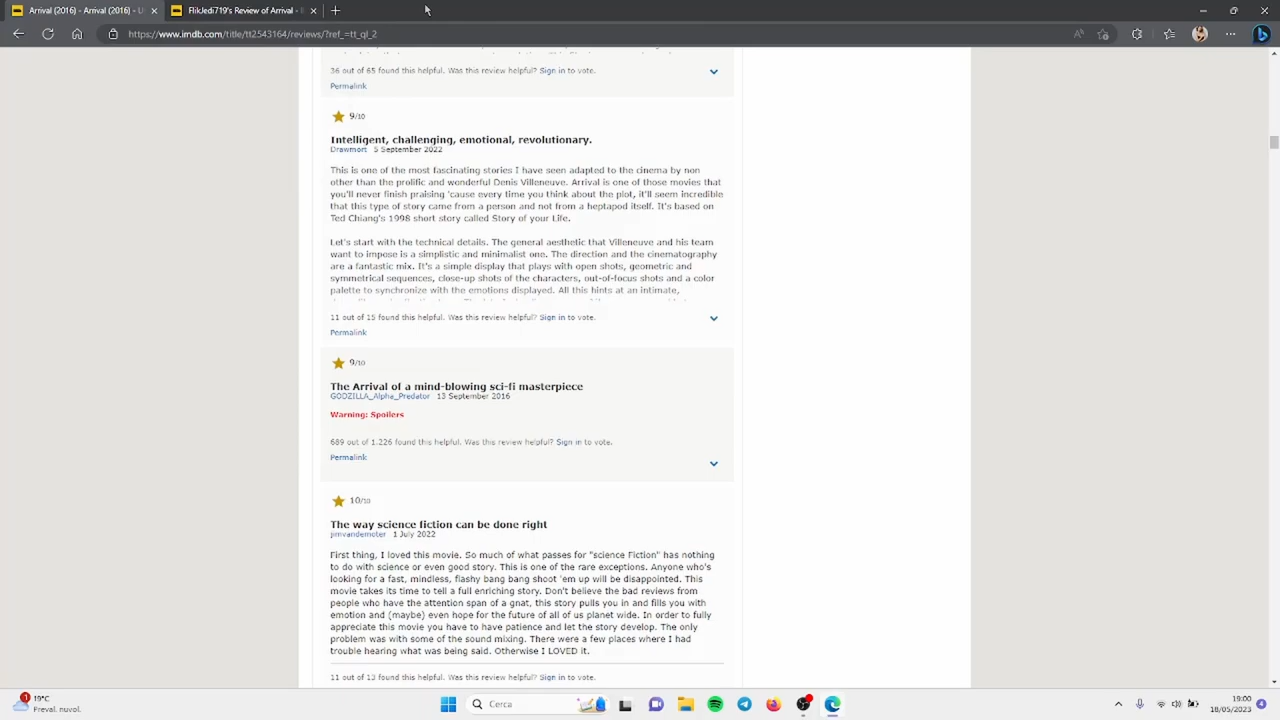 Arrival (2016) - Arrival (2016) - U
FlikJedi719's Review of Arrival -
https://www.imdb.com/title/tt2543164/reviews/?ref_=tt_ql_2
36 out of 65 found this helpful. Was this review helpful? Sign in to vote.
Permalink
9/10
Intelligent, challenging, emotional, revolutionary.
Drawmort 5 September 2022
This is one of the most fascinating stories I have seen adapted to the cinema by non
other than the prolific and wonderful Denis Villeneuve. Arrival is one of those movies that
you'll never finish praising 'cause every time you think about the plot, it'll seem incredible
that this type of story came from a person and not from a heptapod itself. It's based on
Ted Chiang's 1998 short story called Story of your Life.
Let's start with the technical details. The general aesthetic that Villeneuve and his team
want to impose is a simplistic and minimalist one. The direction and the cinematography
are a fantastic mix. It's a simple display that plays with open shots, geometric and
symmetrical sequences, close-up shots of the characters, out-of-focus shots and a color
palette to synchronize with the emotions displayed. All this hints at an intimate,
11 out of 15 found this helpful. Was this review helpful? Sign in to vote.
Permalink
9/10
The Arrival of a mind-blowing sci-fi masterpiece
GODZILLA_Alpha_Predator 13 September 2016
Warning: Spoilers
689 out of 1.226 found this helpful. Was this review helpful? Sign in to vote.
Permalink
10/10
The way science fiction can be done right
jimvandemoter 1 July 2022
First thing, I loved this movie. So much of what passes for "science Fiction" has nothing
to do with science or even good story. This is one of the rare exceptions. Anyone who's
looking for a fast, mindless, flashy bang bang shoot 'em up will be disappointed. This
movie takes its time to tell a full enriching story. Don't believe the bad reviews from
people who have the attention span of a gnat, this story pulls you in and fills you with
emotion and (maybe) even hope for the future of all of us planet wide. In order to fully
appreciate this movie you have to have patience and let the story develop. The only
problem was with some of the sound mixing. There were a few places where I had
trouble hearing what was being said. Otherwise I LOVED it.
11 out of 13 found this helpful. Was this review helpful? Sign in to vote.
1
19°C
Preval. nuvol.
Cerca
19:00
18/05/2023
4